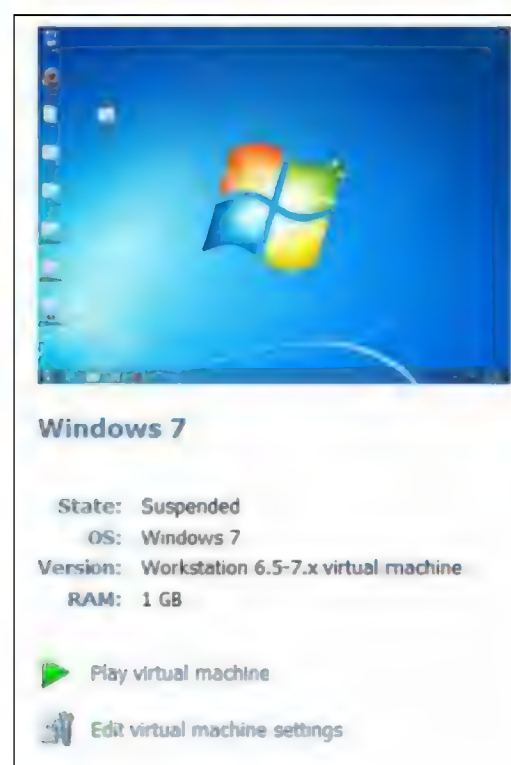 Windows 7
State: Suspended
OS: Windows 7
Version: Workstation 6.5-7.x virtual machine
RAM: 1 GB
Play virtual machine
Edit virtual machine settings